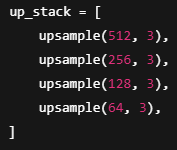 up_stack = [
    upsample(512, 3),
    upsample(256, 3),
    upsample(128, 3),
    upsample(64, 3),
]